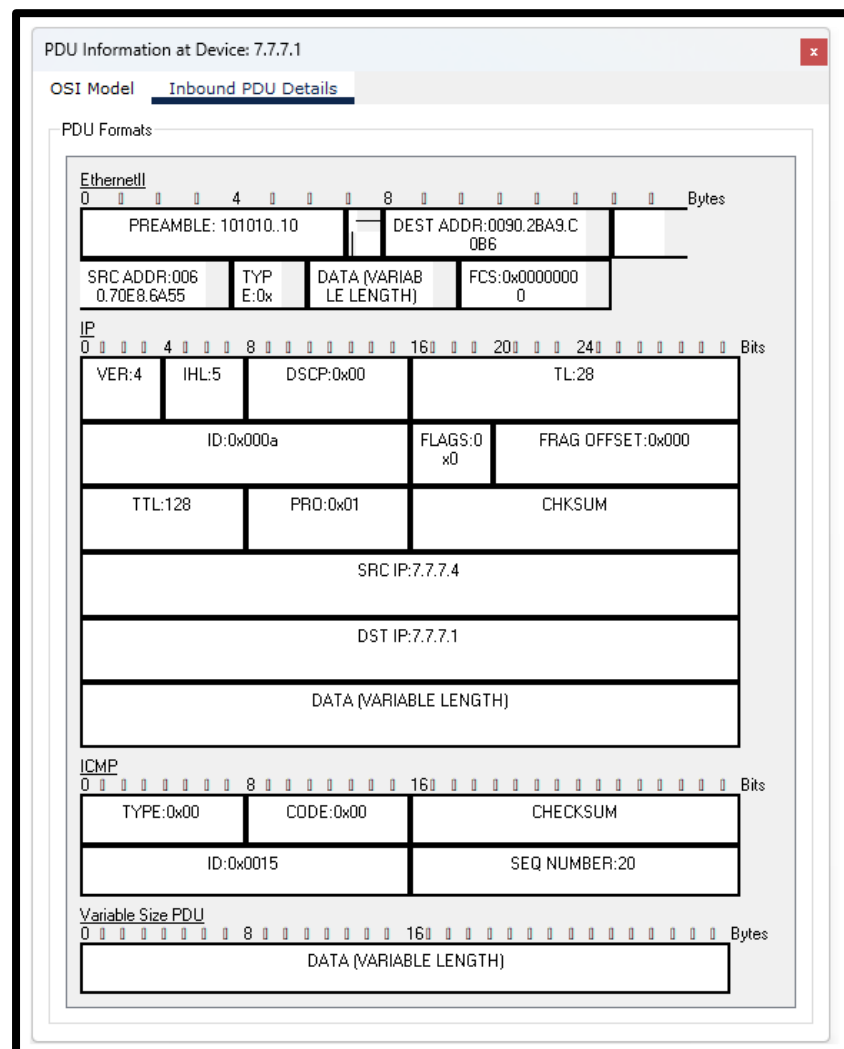 PDU Information at Device: 7.7.7.1
x
OSI Model Inbound PDU Details
PDU Formats
EthernetII
0 4 8 Bytes
PREAMBLE: 101010..10 DEST ADDR:0090.2BA9.C
0B6
SRC ADDR:006 TYP DATA (VARIAB FCS:0x0000000
0.70E8.6A55 E:0x LE LENGTH) 0
IP
0 4 8 16 20 24 Bits
VER:4 IHL:5 DSCP:0x00 TL:28
ID:0x000a FLAGS:0 FRAG OFFSET:0x000
x0
TTL:128 PRO:0x01 CHKSUM
SRC IP:7.7.7.4
DST IP:7.7.7.1
DATA (VARIABLE LENGTH)
ICMP
0 8 16 Bits
TYPE:0x00 CODE:0x00 CHECKSUM
ID:0x0015 SEQ NUMBER:20
Variable Size PDU
0 8 16 Bytes
DATA (VARIABLE LENGTH)